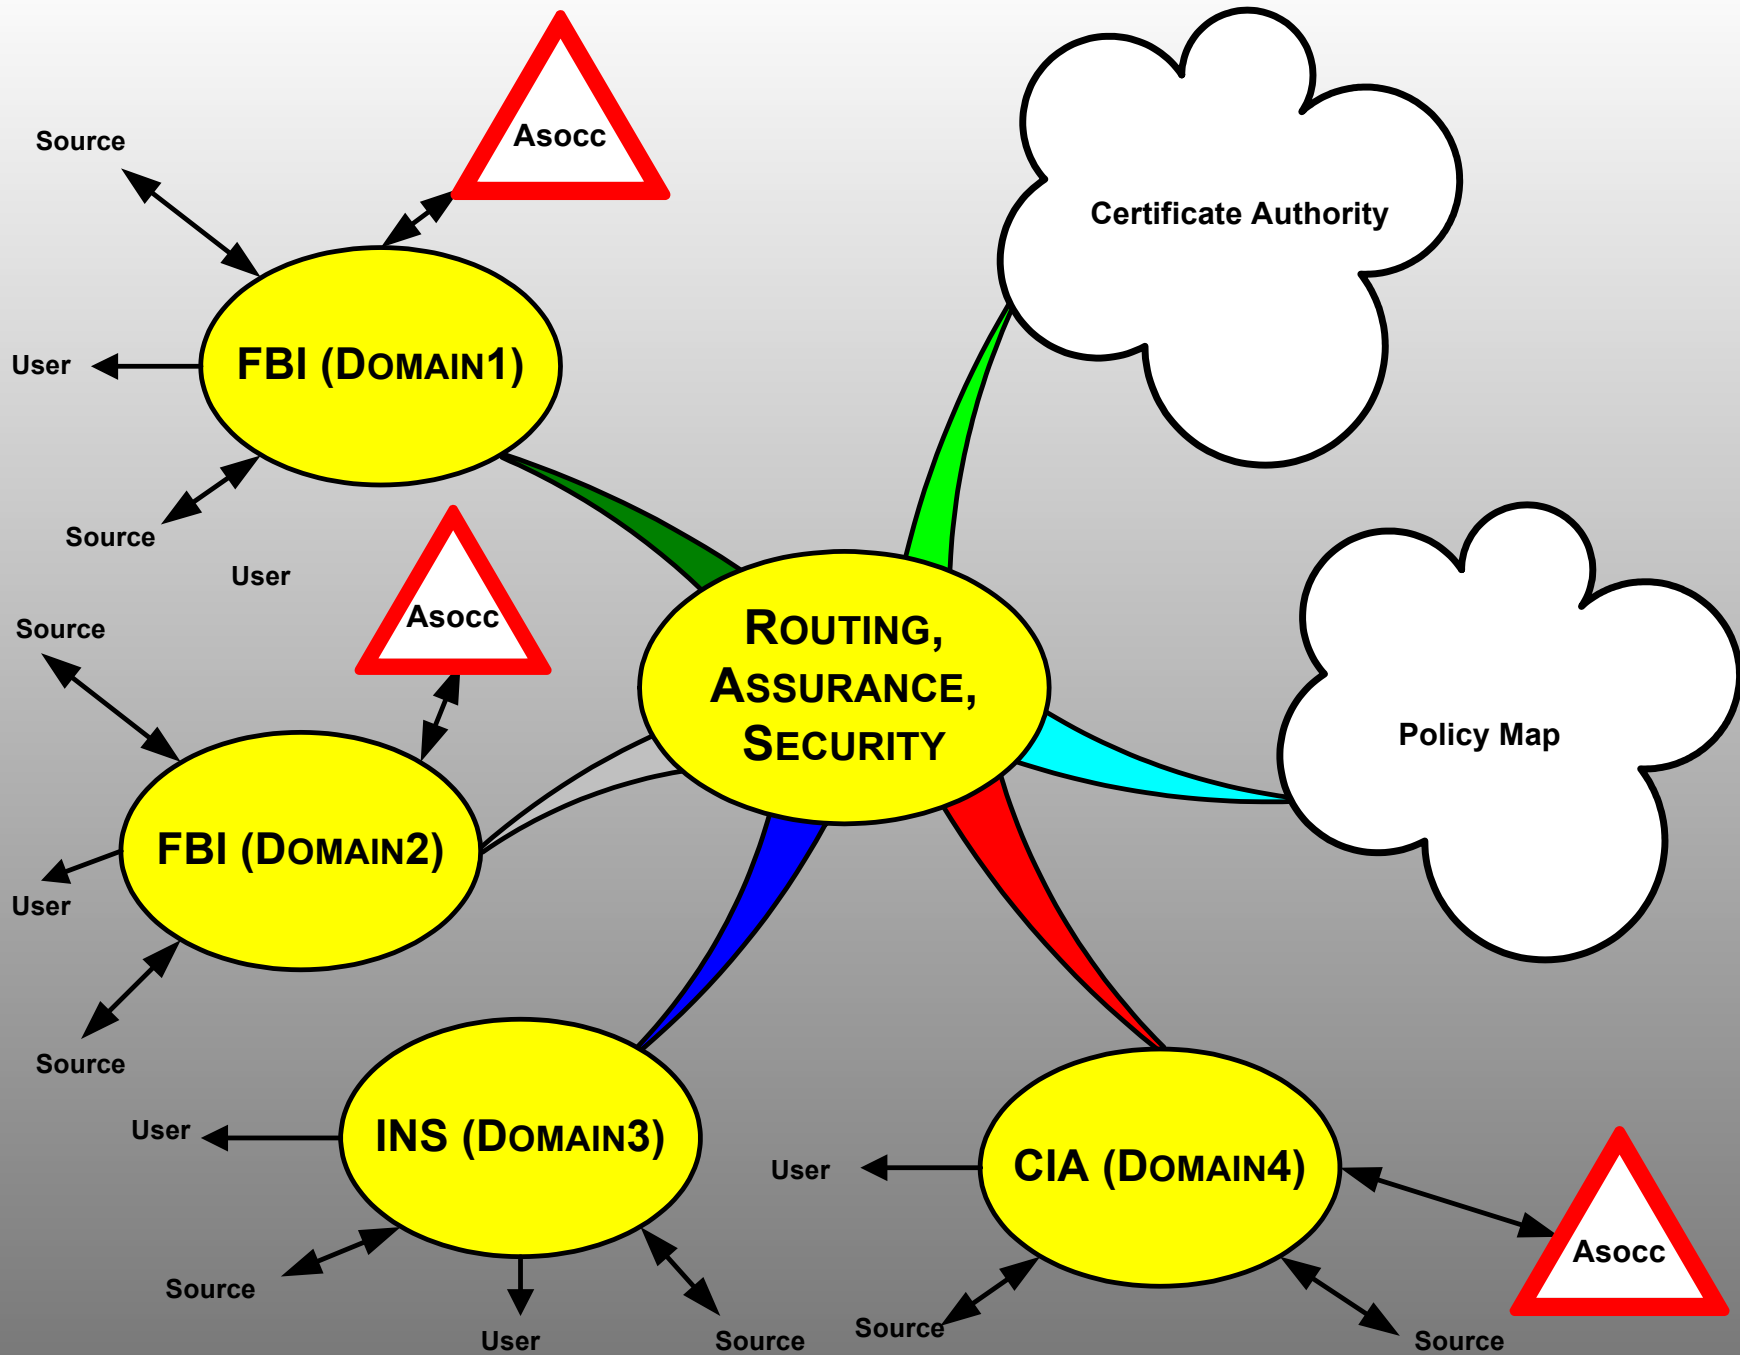 Asocc
Source
Certificate Authority
User
FBI (DOMAIN1)
Source
User
Asocc
Source
ROUTING,
ASSURANCE,
SECURITY
Policy Map
FBI (DOMAIN2)
User
Source
User
INS (DOMAIN3)
User
CIA (DOMAIN4)
Asocc
Source
User
Source
Source
Source